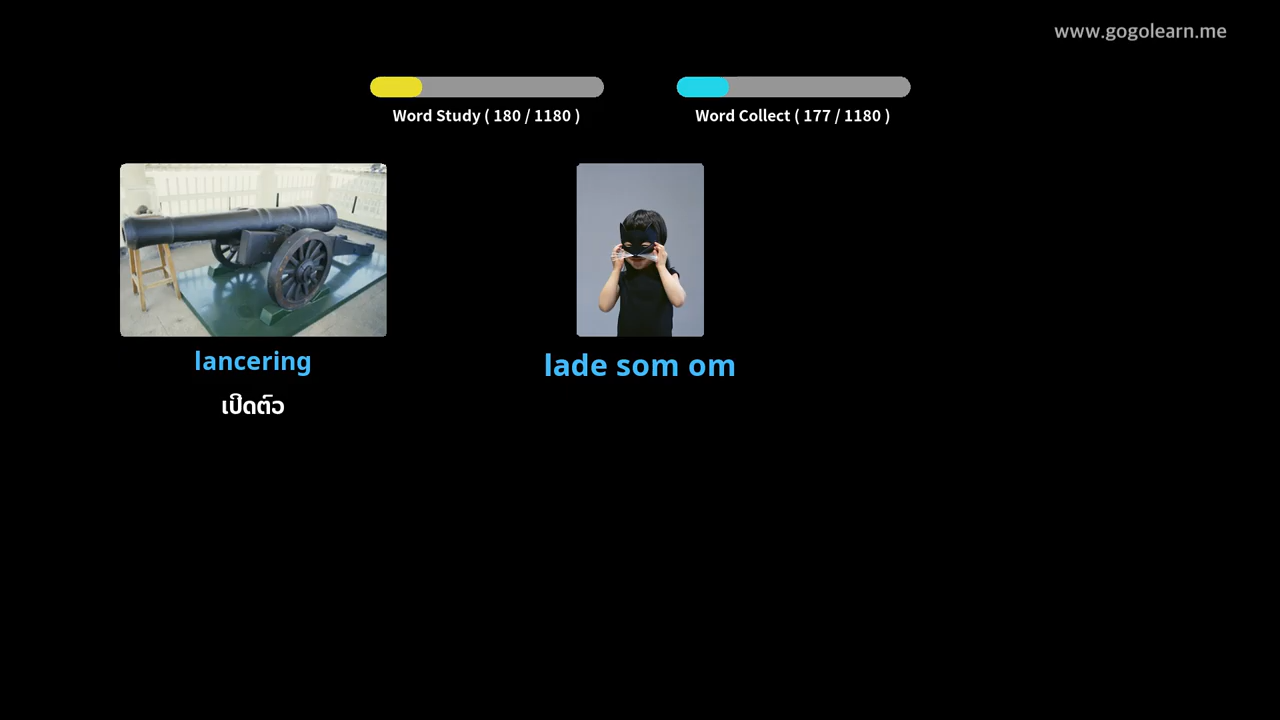 www.gogolearn.me
Word Study ( 180 / 1180 )
Word Collect ( 177 / 1180 )
lancering
เปิดตัว
lade som om